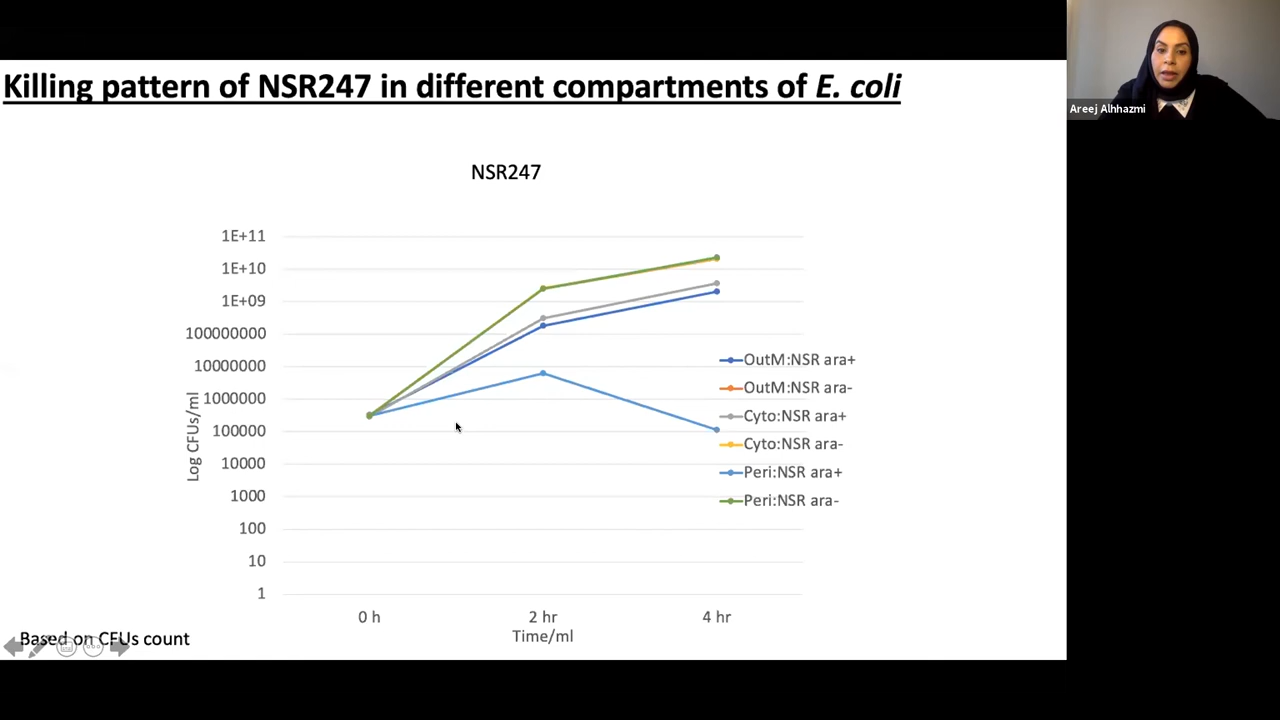 Killing pattern of NSR247 in different compartments of E. coli
Areej Alhhazmi
NSR247
1E+11
1E+10
1E+09
100000000
10000000
1000000
100000
10000
1000
100
10
1
Log CFUs/ml
0 h
2 hr
4 hr
Time/ml
OutM:NSR ara+
OutM:NSR ara-
Cyto:NSR ara+
Cyto:NSR ara-
Peri:NSR ara+
Peri:NSR ara-
Based on CFUs count